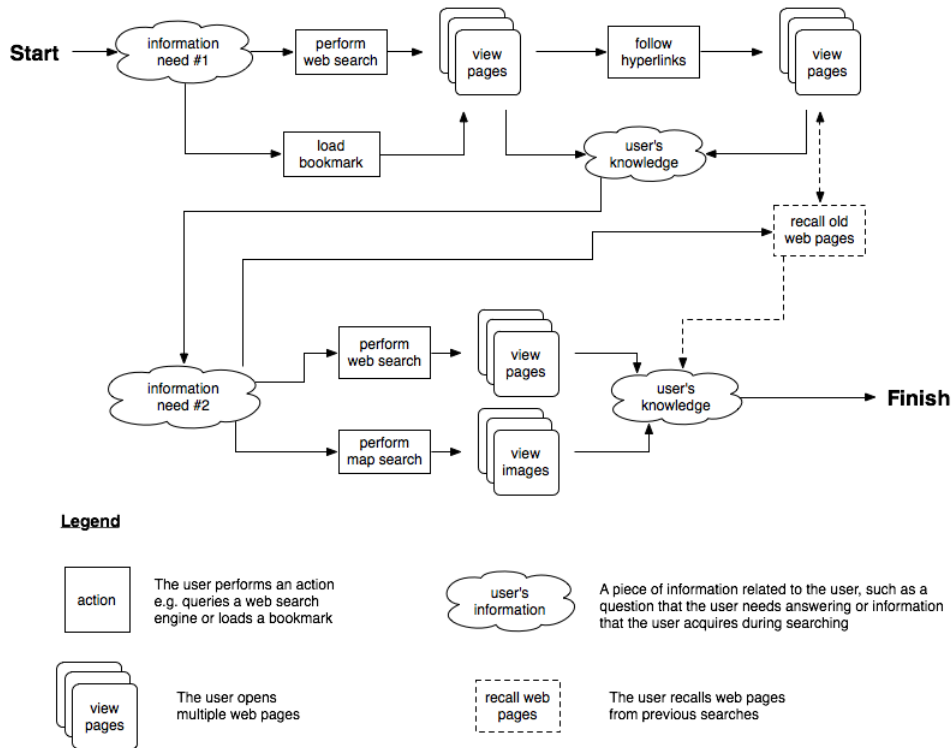 Start
information
need #1
perform
web search
view
pages
follow
hyperlinks
view
pages
load
bookmark
user's
knowledge
recall old
web pages
information
need #2
perform
web search
view
pages
user's
knowledge
Finish
perform
map search
view
images
Legend
action
The user performs an action
e.g. queries a web search
engine or loads a bookmark
user's
information
A piece of information related to the user, such as a
question that the user needs answering or information
that the user acquires during searching
view
pages
The user opens
multiple web pages
recall web
pages
The user recalls web pages
from previous searches